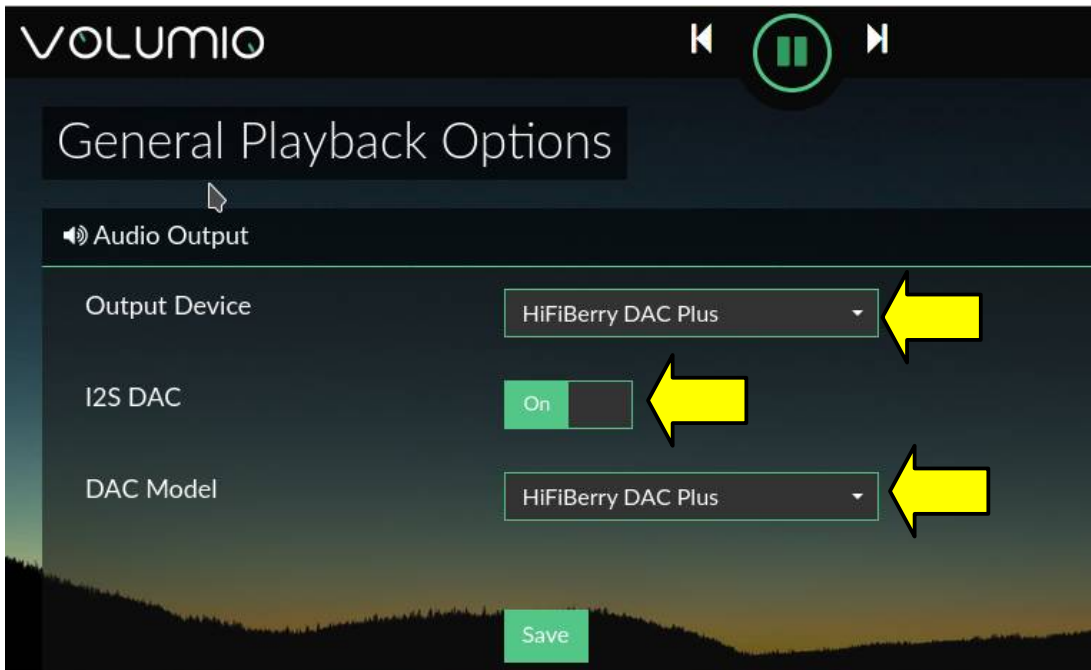 VOLUMIO
General Playback Options
Audio Output
Output Device
HiFiBerry DAC Plus
I2S DAC
On
DAC Model
HiFiBerry DAC Plus
Save